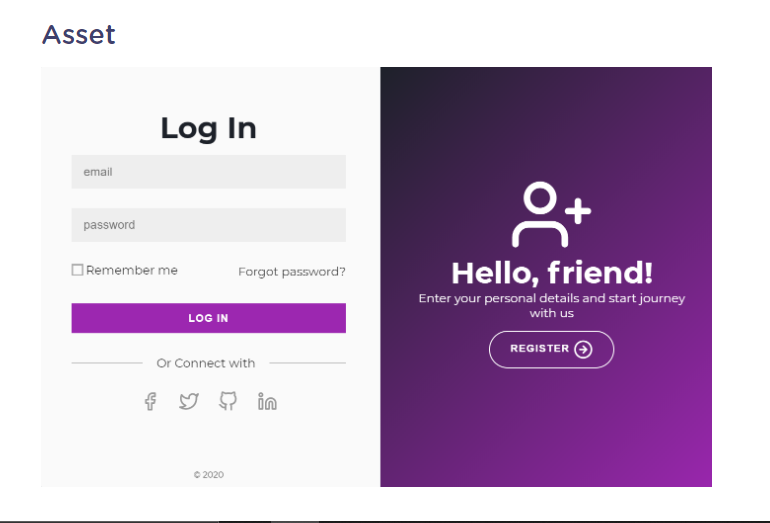 Asset
Log In
email
password
Remember me
Forgot password?
LOG IN
Or Connect with
© 2020
Hello, friend!
Enter your personal details and start journey
with us
REGISTER